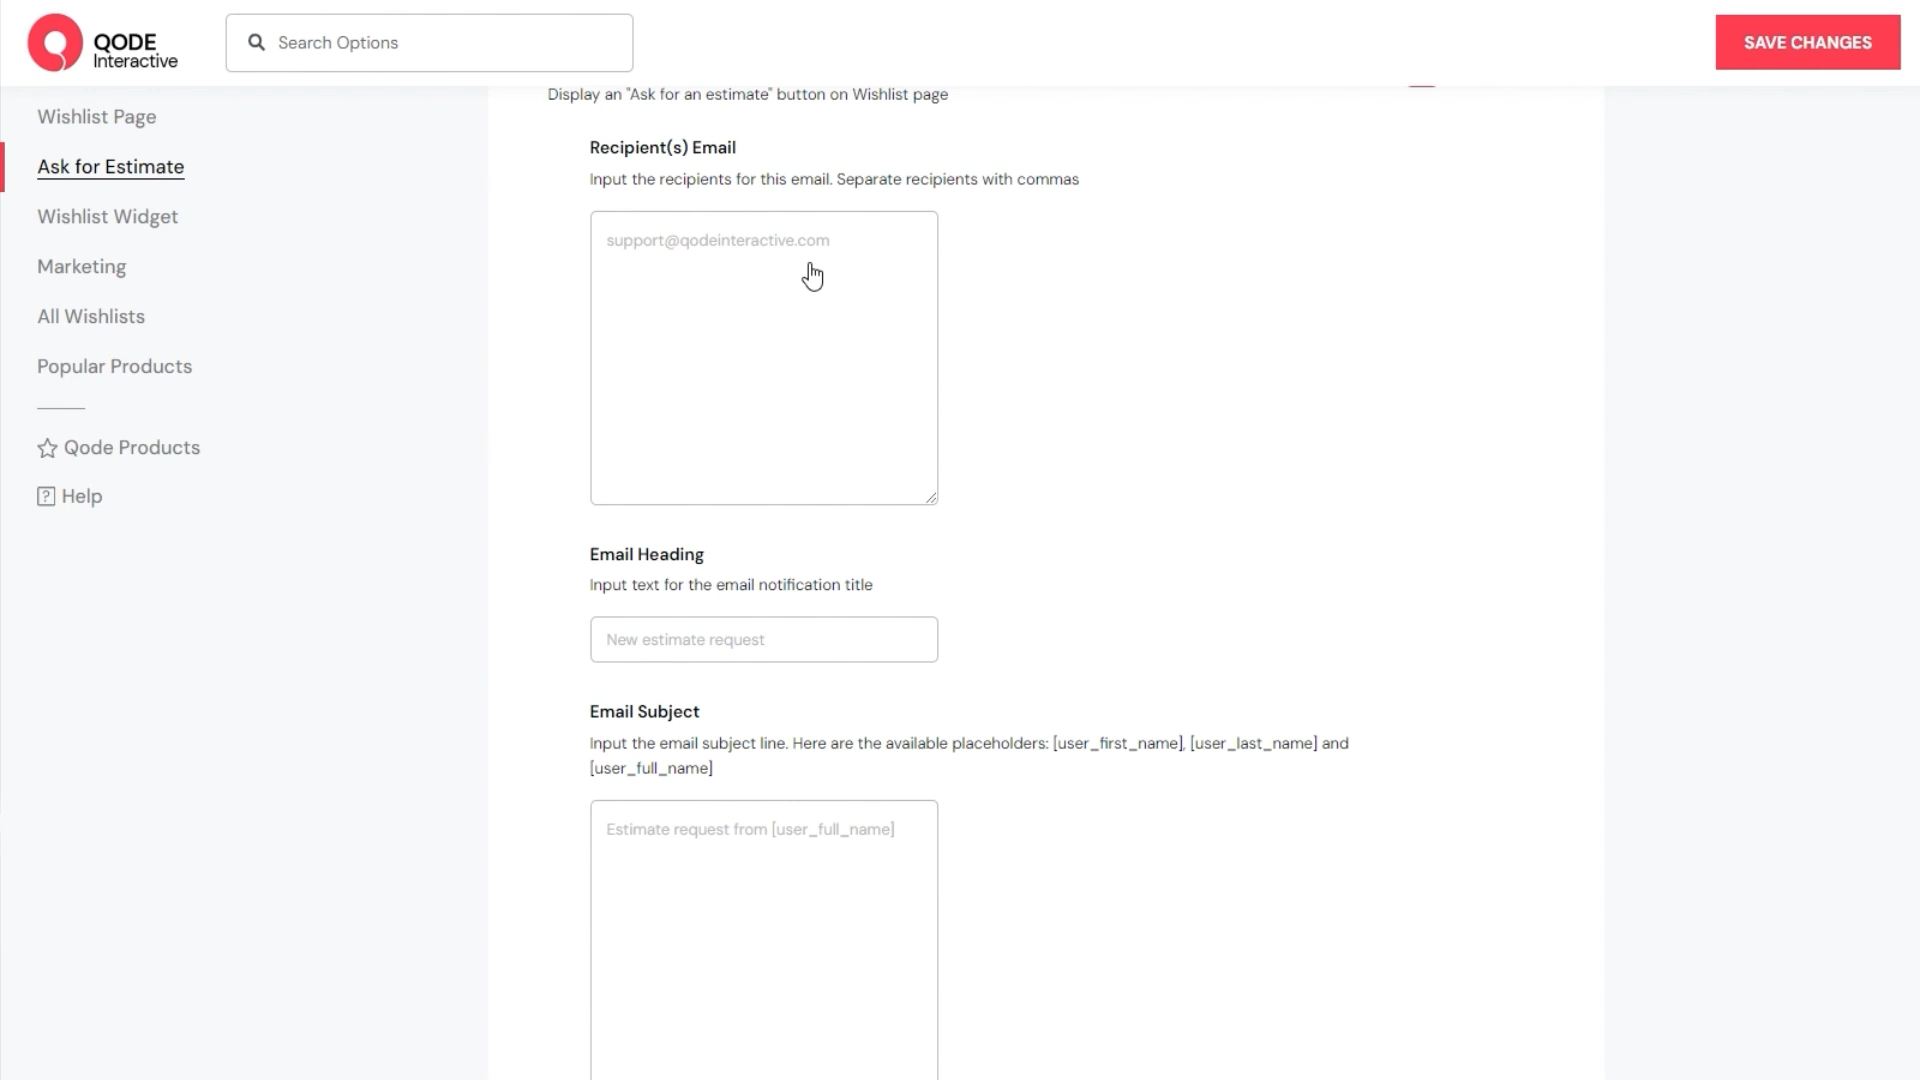 QODE
Interactive
Search Options
SAVE CHANGES
Wishlist Page
Ask for Estimate
Wishlist Widget
Marketing
All Wishlists
Popular Products
Qode Products
? Help
Display an "Ask for an estimate" button on Wishlist page
Recipient(s) Email
Input the recipients for this email. Separate recipients with commas
support@qodeinteractive.com
Email Heading
Input text for the email notification title
New estimate request
Email Subject
Input the email subject line. Here are the available placeholders: [user_first_name], [user_last_name] and
[user_full_name]
Estimate request from [user_full_name]